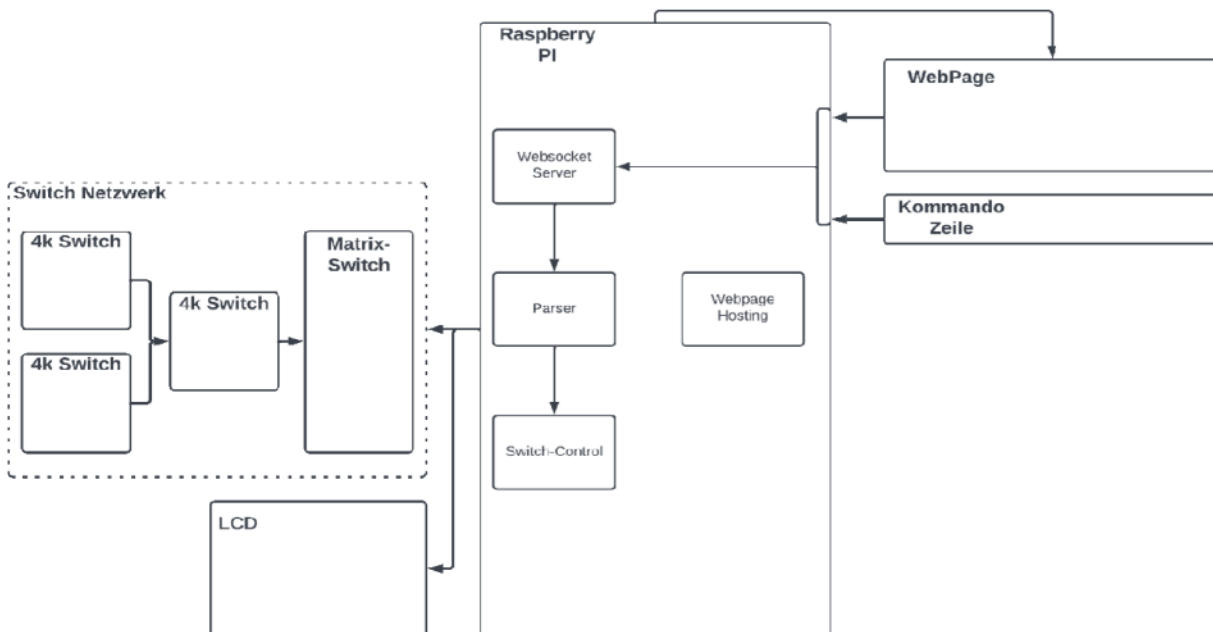 Raspberry
PI
WebPage
Websocket
Server
Switch Netzwerk
Kommando
Zeile
4k Switch
Matrix-
Switch
4k Switch
Parser
Webpage
Hosting
4k Switch
Switch-Control
LCD